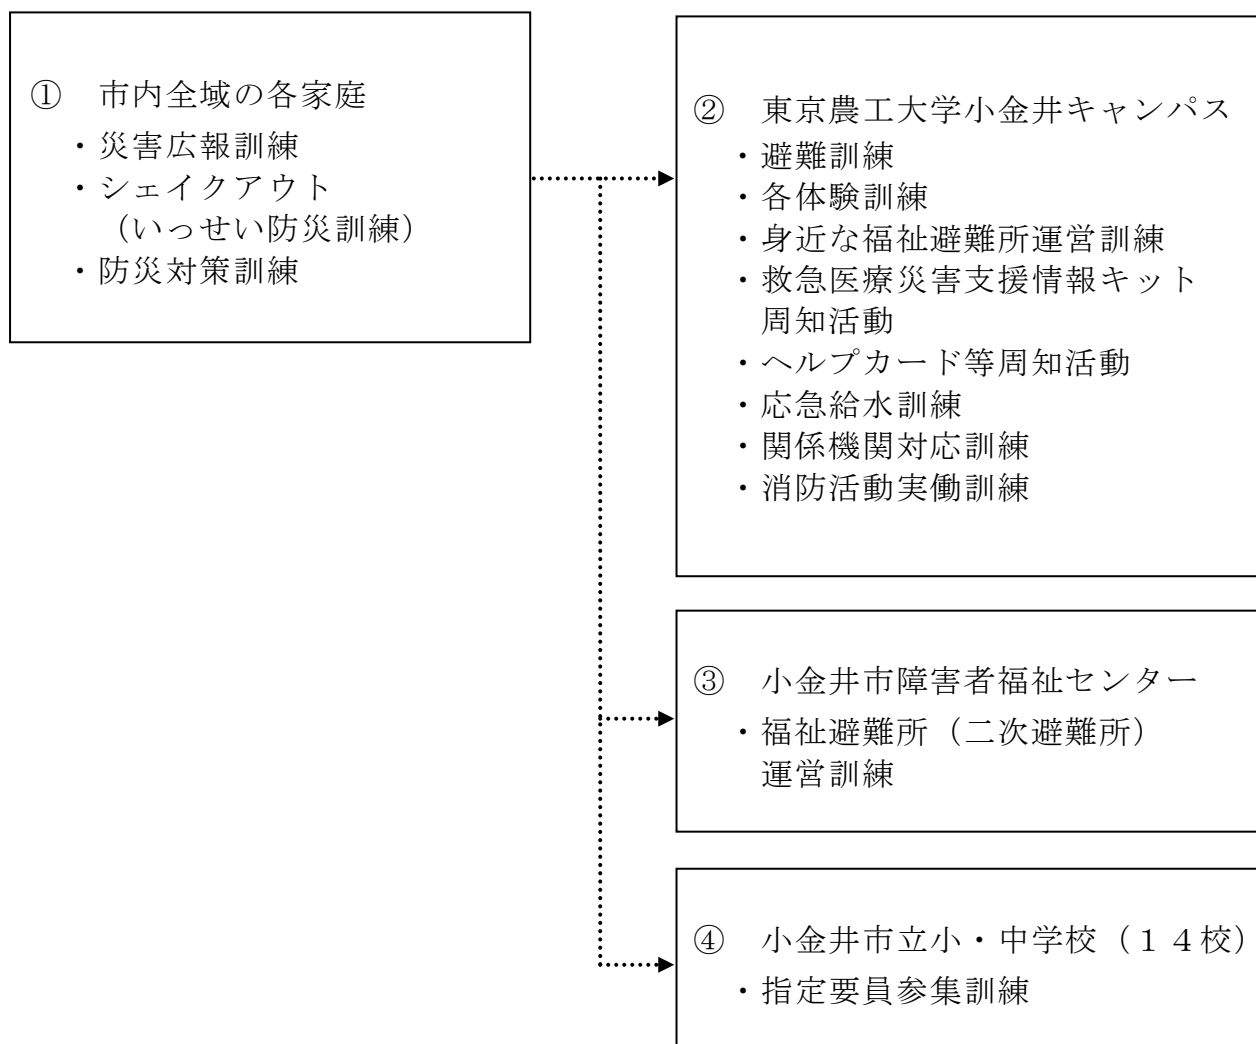 ① 市内全域の各家庭
・災害広報訓練
・シェイクアウト
（いっせい防災訓練）
・防災対策訓練
② 東京農工大学小金井キャンパス
・避難訓練
・各体験訓練
・身近な福祉避難所運営訓練
・救急医療災害支援情報キット
周知活動
・ヘルプカード等周知活動
・応急給水訓練
・関係機関対応訓練
・消防活動実働訓練
③ 小金井市障害者福祉センター
・福祉避難所（二次避難所）
運営訓練
④ 小金井市立小・中学校（１４校）
・指定要員参集訓練